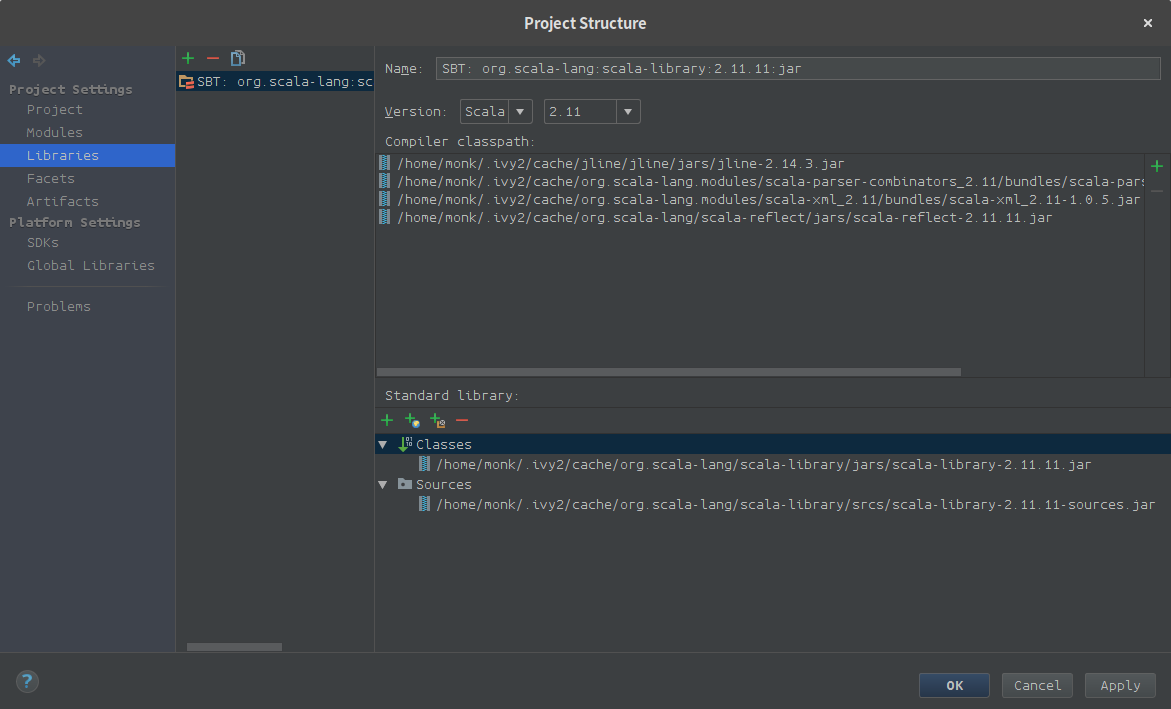 Project Structure
Project Settings
Project
Modules
Libraries
Facets
Artifacts
Platform Settings
SDKs
Global Libraries
Problems
SBT: org.scala-lang:sc
Name: SBT: org.scala-lang:scala-library:2.11.11:jar
Version: Scala 2.11
Compiler classpath:
/home/monk/.ivy2/cache/jline/jline/jars/jline-2.14.3.jar
/home/monk/.ivy2/cache/org.scala-lang.modules/scala-parser-combinators_2.11/bundles/scala-pars
/home/monk/.ivy2/cache/org.scala-lang.modules/scala-xml_2.11/bundles/scala-xml_2.11-1.0.5.jar
/home/monk/.ivy2/cache/org.scala-lang/scala-reflect/jars/scala-reflect-2.11.11.jar
Standard library:
Classes
/home/monk/.ivy2/cache/org.scala-lang/scala-library/jars/scala-library-2.11.11.jar
Sources
/home/monk/.ivy2/cache/org.scala-lang/scala-library/srcs/scala-library-2.11.11-sources.jar
?
OK Cancel Apply